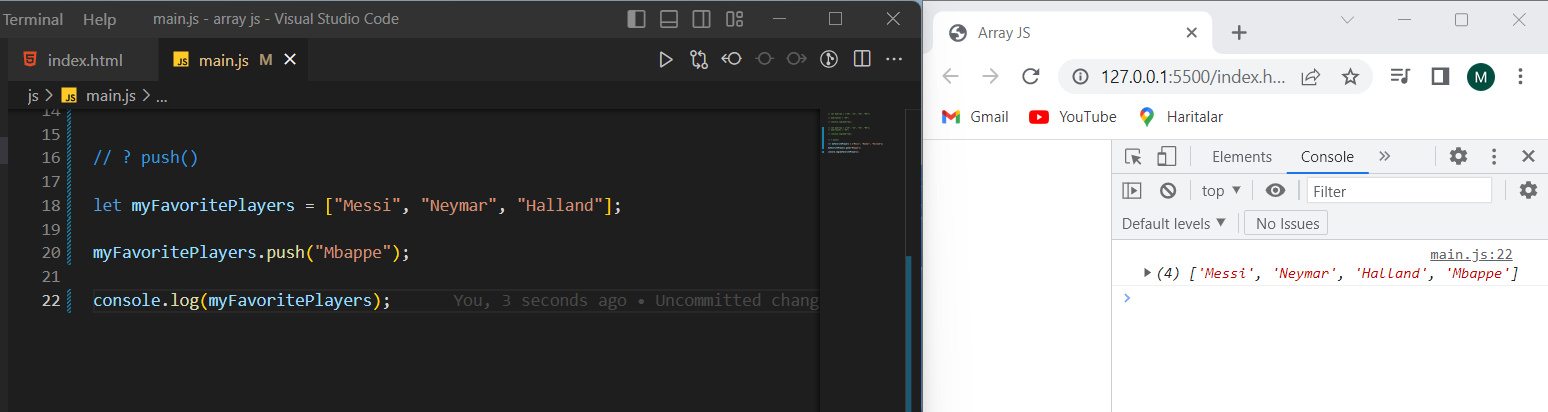 Terminal Help main.js - array js - Visual Studio Code
index.html JS main.js M
js > JS main.js > ...
14
15
16 // ? push()
17
18 let myFavoritePlayers = ["Messi", "Neymar", "Halland"];
19
20 myFavoritePlayers.push("Mbappe");
21
22 console.log(myFavoritePlayers); You, 3 seconds ago • Uncommitted chang
Array JS
127.0.0.1:5500/index.h... M
Gmail YouTube Haritalar
Elements Console
top Filter
Default levels No Issues
main.js:22
(4) ['Messi', 'Neymar', 'Halland', 'Mbappe']